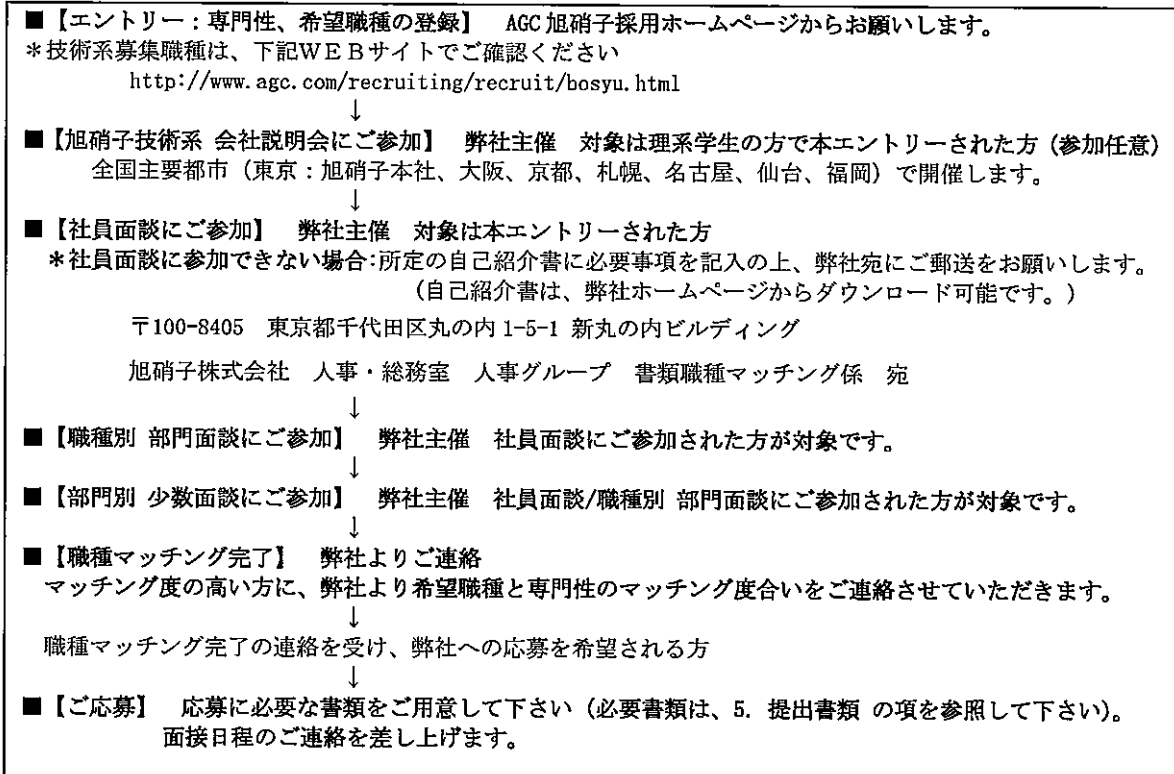 ■【エントリー：専門性、希望職種の登録】　AGC旭硝子採用ホームページからお願いします。
＊技術系募集職種は、下記ＷＥＢサイトでご確認ください
http://www.agc.com/recruiting/recruit/bosyu.html
↓
■【旭硝子技術系 会社説明会にご参加】　弊社主催　対象は理系学生の方で本エントリーされた方（参加任意）
全国主要都市（東京：旭硝子本社、大阪、京都、札幌、名古屋、仙台、福岡）で開催します。
↓
■【社員面談にご参加】　弊社主催　対象は本エントリーされた方
＊社員面談に参加できない場合：所定の自己紹介書に必要事項を記入の上、弊社宛にご郵送をお願いします。
（自己紹介書は、弊社ホームページからダウンロード可能です。）
〒100-8405　東京都千代田区丸の内1-5-1 新丸の内ビルディング
旭硝子株式会社　人事・総務室　人事グループ　書類職種マッチング係　宛
↓
■【職種別 部門面談にご参加】　弊社主催　社員面談にご参加された方が対象です。
↓
■【部門別 少数面談にご参加】　弊社主催　社員面談/職種別 部門面談にご参加された方が対象です。
↓
■【職種マッチング完了】　弊社よりご連絡
マッチング度の高い方に、弊社より希望職種と専門性のマッチング度合いをご連絡させていただきます。
↓
職種マッチング完了の連絡を受け、弊社への応募を希望される方
↓
■【ご応募】　応募に必要な書類をご用意して下さい（必要書類は、5. 提出書類 の項を参照して下さい）。
面接日程のご連絡を差し上げます。